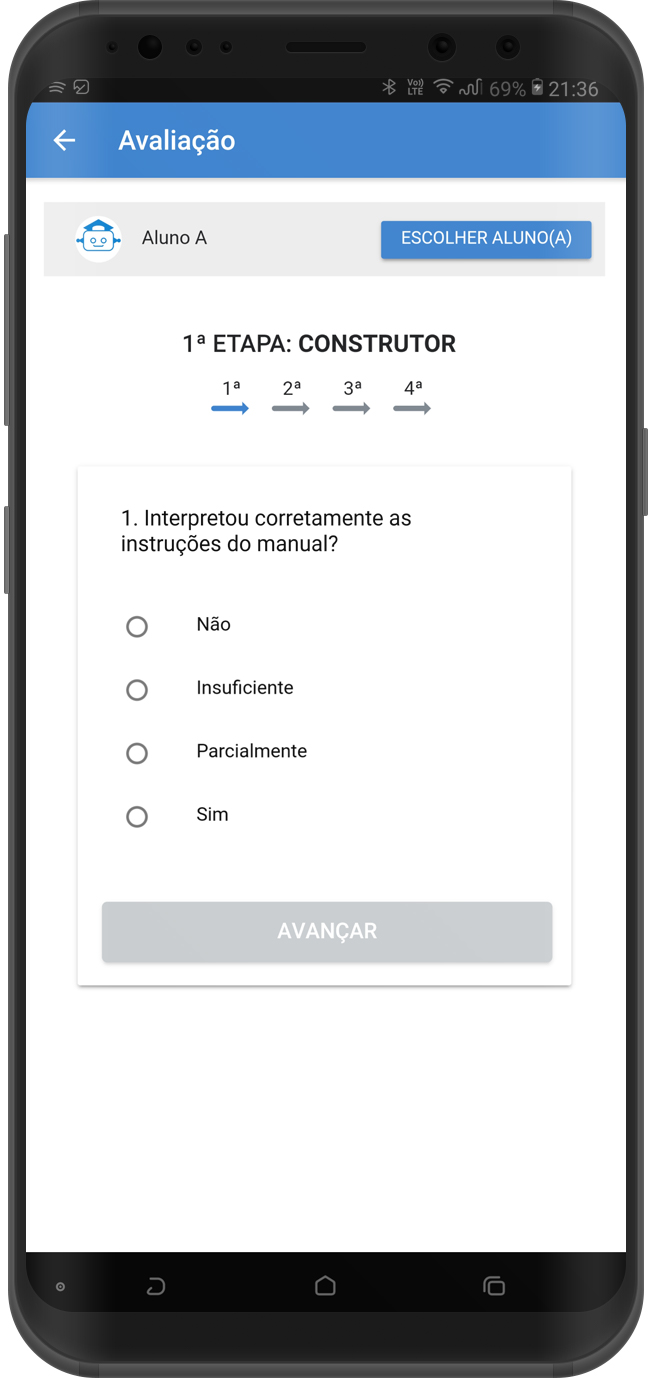 Vol) LTE 69% 21:36
Avaliação
Aluno A
ESCOLHER ALUNO(A)
1ª ETAPA: CONSTRUTOR
1ª 2ª 3ª 4ª
1. Interpretou corretamente as
instruções do manual?
Não
Insuficiente
Parcialmente
Sim
AVANÇAR